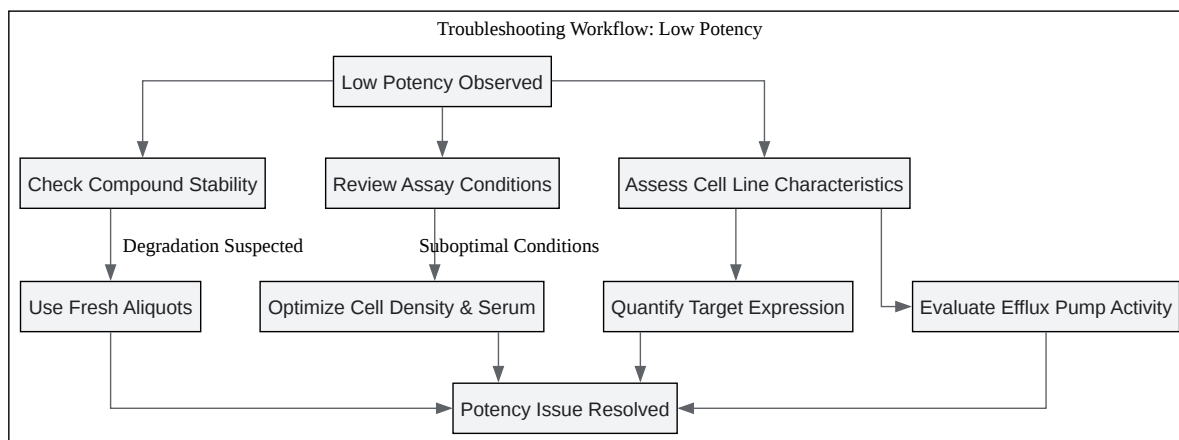 Troubleshooting Workflow: Low Potency
Low Potency Observed
Check Compound Stability
Review Assay Conditions
Assess Cell Line Characteristics
Degradation Suspected
Suboptimal Conditions
Use Fresh Aliquots
Optimize Cell Density & Serum
Quantify Target Expression
Evaluate Efflux Pump Activity
Potency Issue Resolved